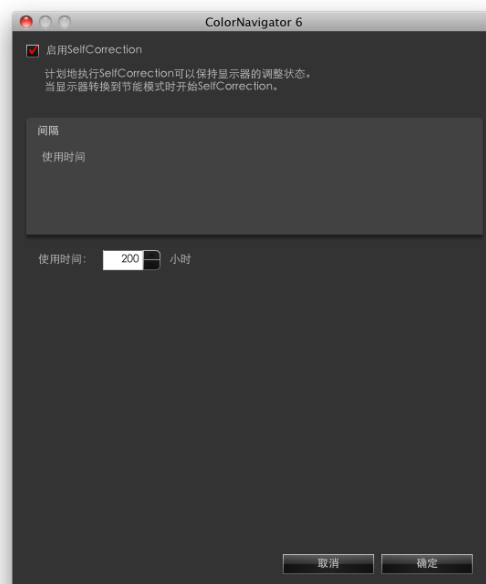 ColorNavigator 6
启用SelfCorrection
计划地执行SelfCorrection可以保持显示器的调整状态。
当显示器转换到节能模式时开始SelfCorrection。
间隔
使用时间
使用时间： 200 小时
取消 确定